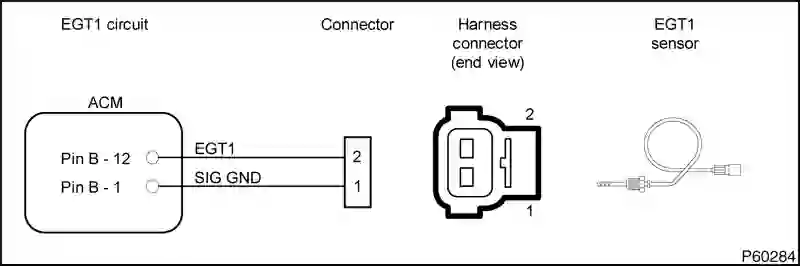 EGT1 circuit
Connector
Harness
connector
(end view)
EGT1
sensor
ACM
Pin B - 12
EGT1
2
Pin B - 1
SIG GND
1
2
1
P60284